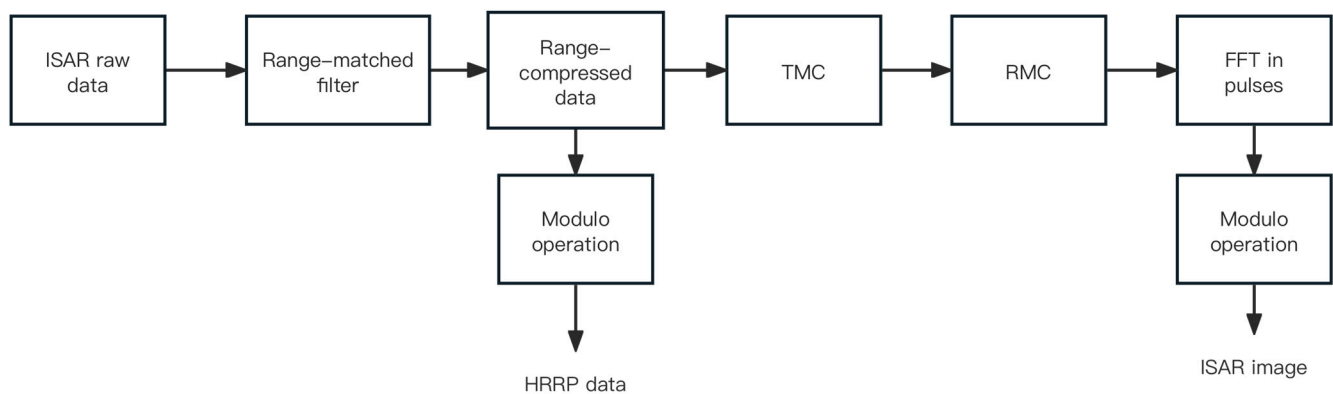 ISAR raw
data
Range-matched
filter
Range-
compressed
data
TMC
RMC
FFT in
pulses
Modulo
operation
Modulo
operation
HRRP data
ISAR image